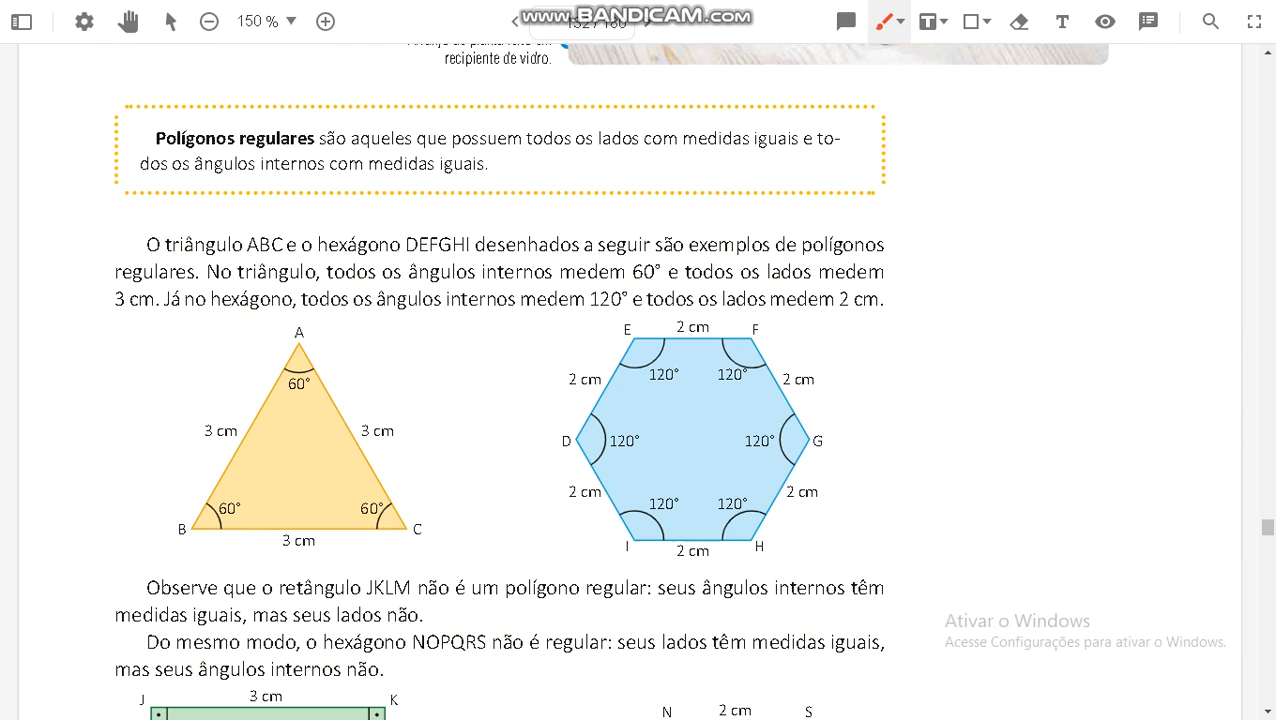 150 %
www.BANDICAM.com
recipiente de vidro.
Polígonos regulares são aqueles que possuem todos os lados com medidas iguais e to-
dos os ângulos internos com medidas iguais.
O triângulo ABC e o hexágono DEFGHI desenhados a seguir são exemplos de polígonos
regulares. No triângulo, todos os ângulos internos medem 60° e todos os lados medem
3 cm. Já no hexágono, todos os ângulos internos medem 120° e todos os lados medem 2 cm.
A
60°
3 cm
3 cm
60°
60°
B
C
3 cm
E
2 cm
F
2 cm
120°
120°
2 cm
D
120°
120°
G
2 cm
120°
120°
2 cm
I
2 cm
H
Observe que o retângulo JKLM não é um polígono regular: seus ângulos internos têm
medidas iguais, mas seus lados não.
Do mesmo modo, o hexágono NOPQRS não é regular: seus lados têm medidas iguais,
mas seus ângulos internos não.
Ativar o Windows
Acesse Configurações para ativar o Windows.
J
3 cm
K
N
2 cm
S